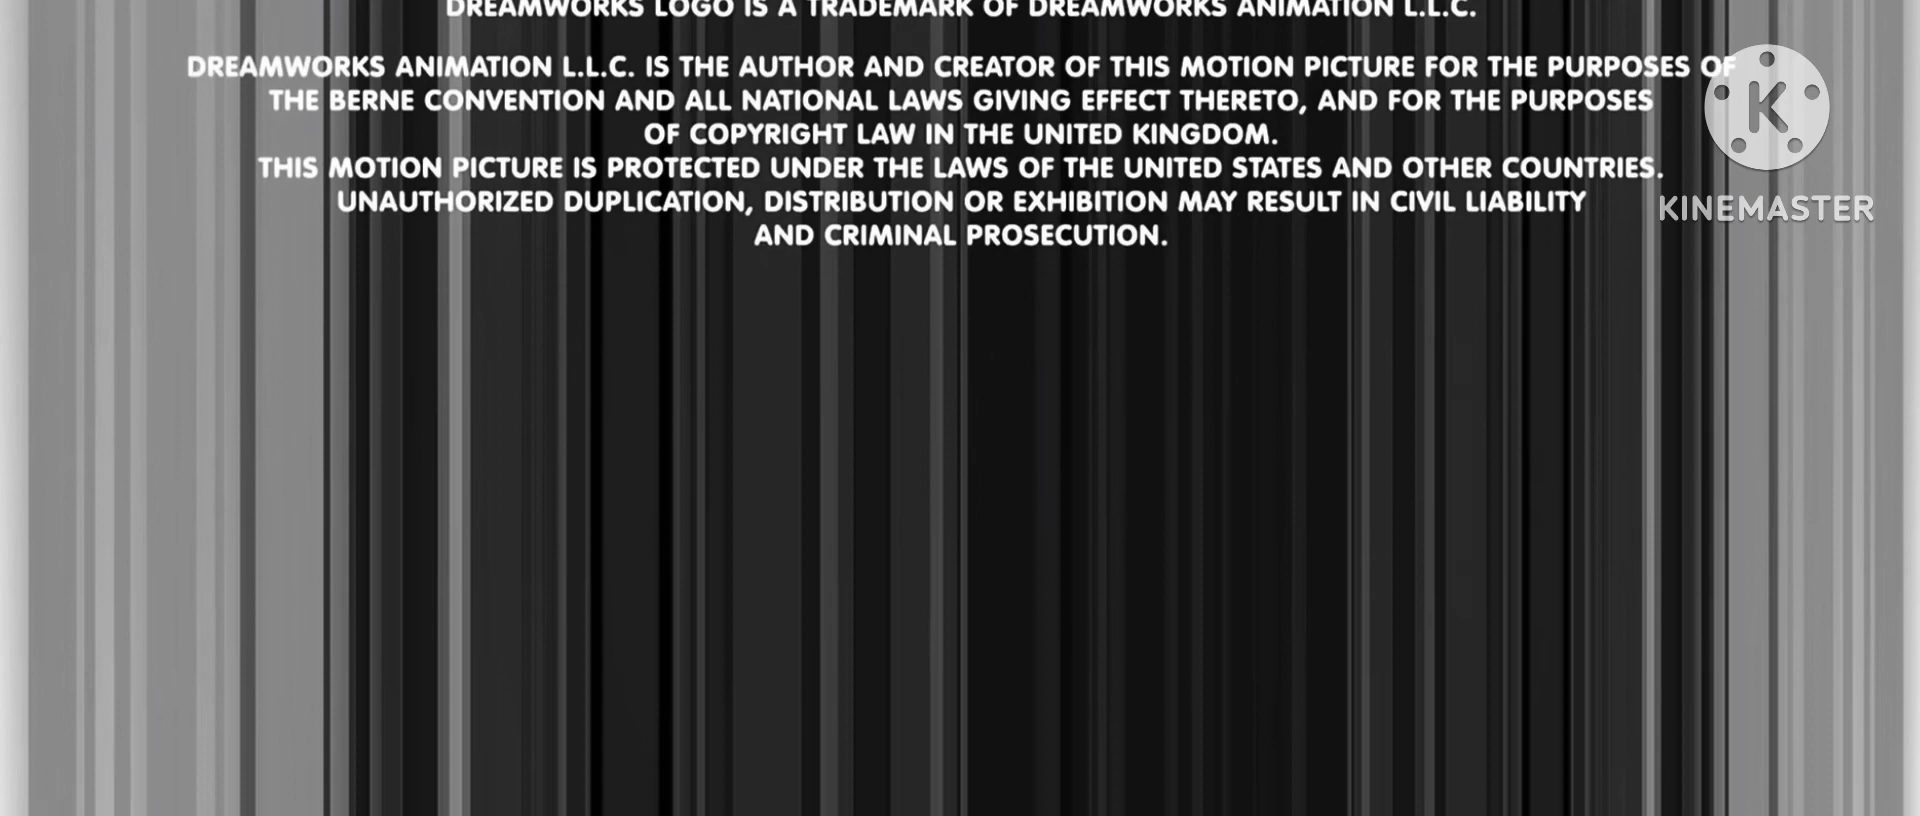 DREAMWORKS LOGO IS A TRADEMARK OF DREAMWORKS ANIMATION L.L.C.
DREAMWORKS ANIMATION L.L.C. IS THE AUTHOR AND CREATOR OF THIS MOTION PICTURE FOR THE PURPOSES OF
THE BERNE CONVENTION AND ALL NATIONAL LAWS GIVING EFFECT THERETO, AND FOR THE PURPOSES
OF COPYRIGHT LAW IN THE UNITED KINGDOM.
THIS MOTION PICTURE IS PROTECTED UNDER THE LAWS OF THE UNITED STATES AND OTHER COUNTRIES.
UNAUTHORIZED DUPLICATION, DISTRIBUTION OR EXHIBITION MAY RESULT IN CIVIL LIABILITY
AND CRIMINAL PROSECUTION.
K
KINEMASTER